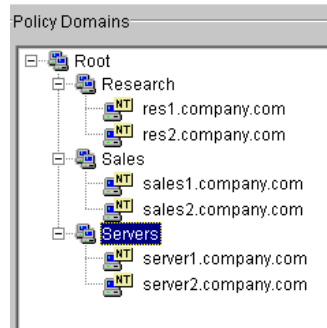 Policy Domains
Root
Research
NT res1.company.com
NT res2.company.com
Sales
NT sales1.company.com
NT sales2.company.com
Servers
NT server1.company.com
NT server2.company.com